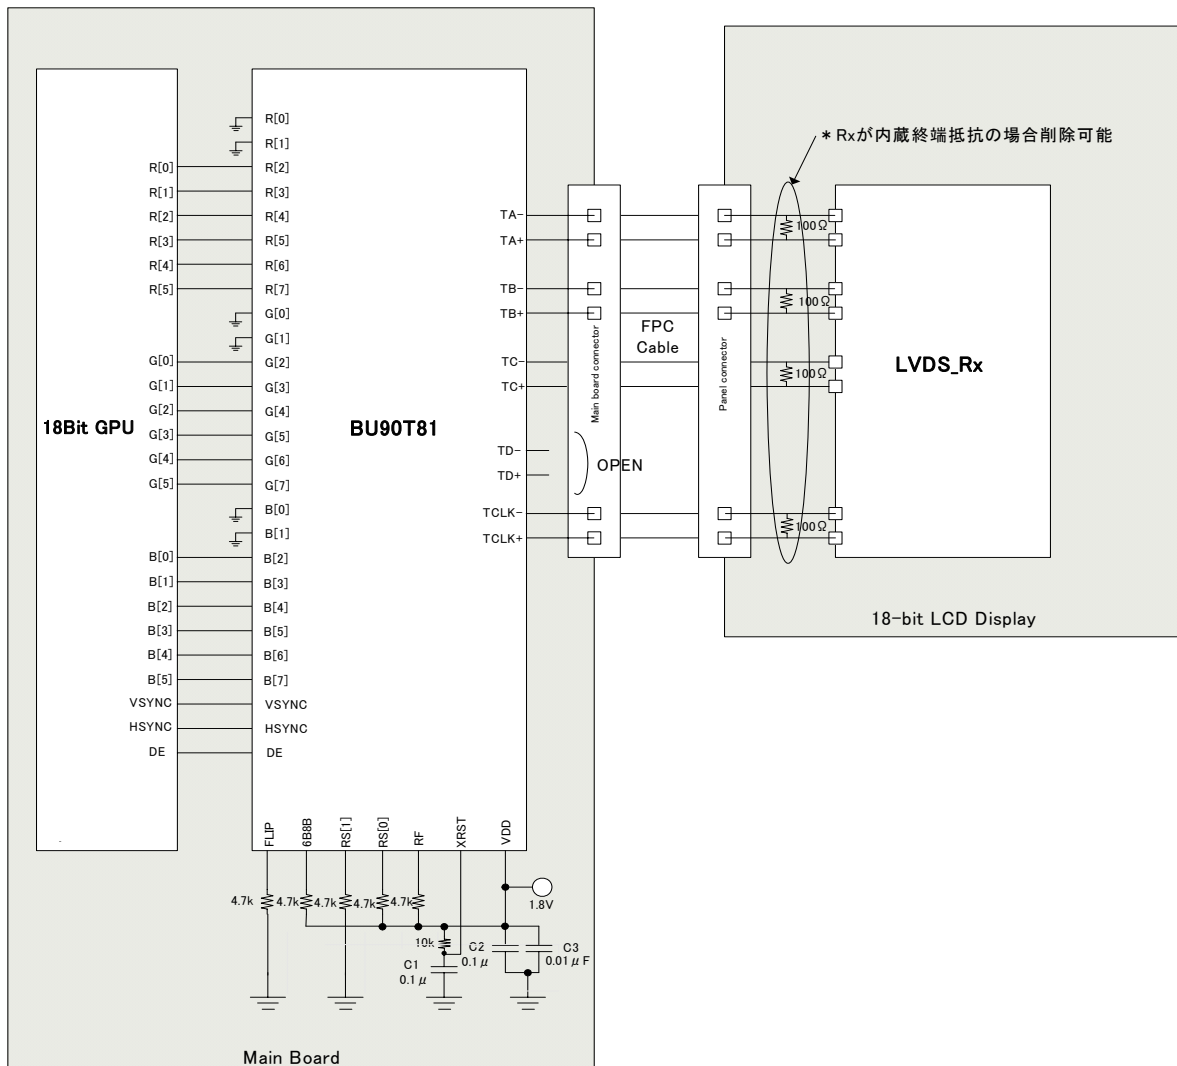 * Rxが内蔵終端抵抗の場合削除可能
18Bit GPU
R[0]
R[1]
R[2]
R[3]
R[4]
R[5]
G[0]
G[1]
G[2]
G[3]
G[4]
G[5]
B[0]
B[1]
B[2]
B[3]
B[4]
B[5]
VSYNC
HSYNC
DE
R[0]
R[1]
R[2]
R[3]
R[4]
R[5]
R[6]
R[7]
G[0]
G[1]
G[2]
G[3]
G[4]
G[5]
G[6]
G[7]
B[0]
B[1]
B[2]
B[3]
B[4]
B[5]
B[6]
B[7]
VSYNC
HSYNC
DE
BU90T81
TA-
TA+
TB-
TB+
TC-
TC+
TD-
TD+
TCLK-
TCLK+
OPEN
Main board connector
FPC
Cable
Panel connector
100Ω
100Ω
100Ω
100Ω
LVDS_Rx
18-bit LCD Display
FLIP
6B8B
RS[1]
RS[0]
RF
XRST
VDD
4.7k
4.7k
4.7k
4.7k
4.7k
1.8V
10k
C1
0.1μ
C2
0.1μ
C3
0.01μF
Main Board